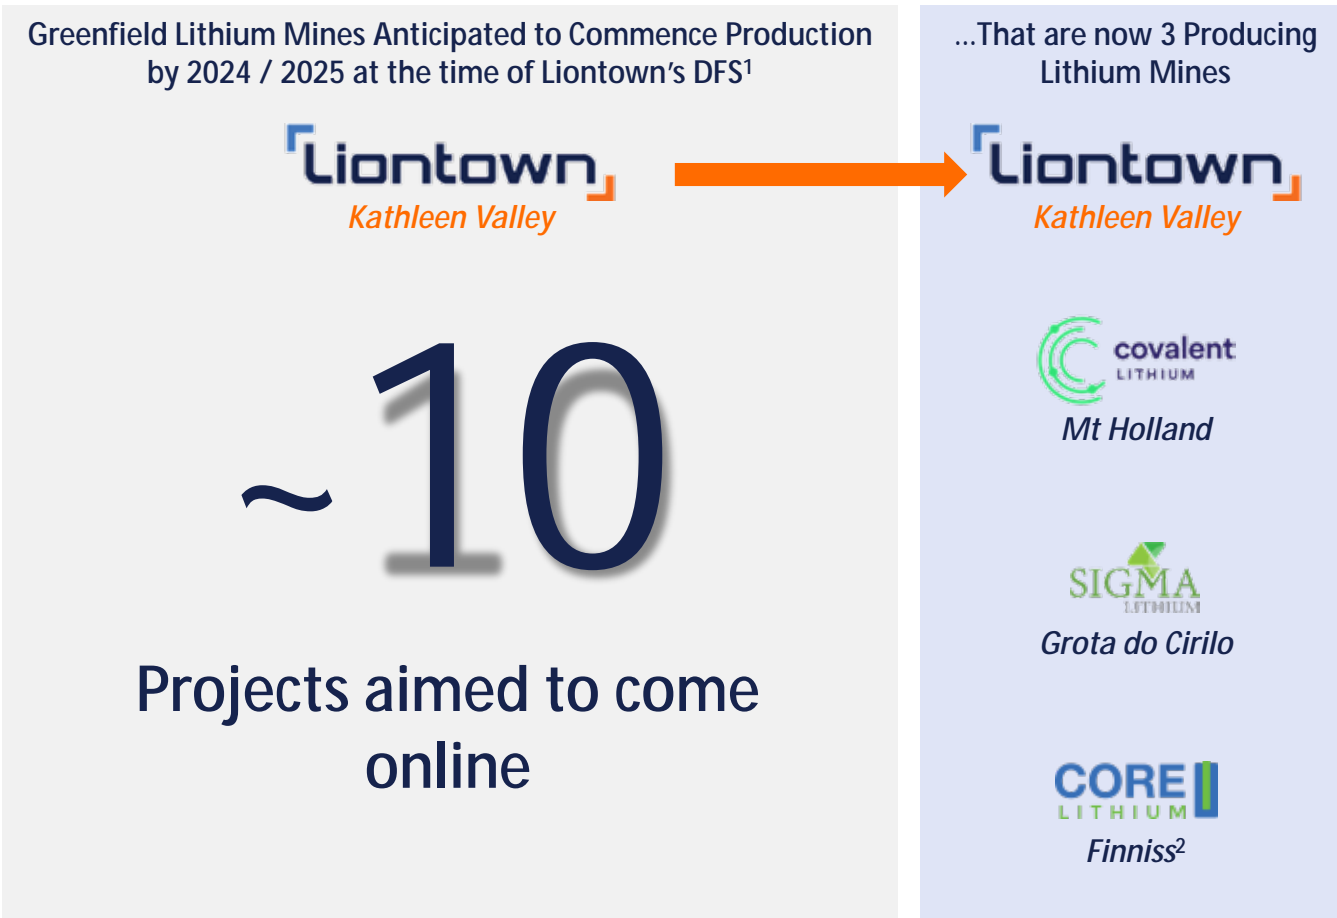 Greenfield Lithium Mines Anticipated to Commence Production
by 2024 / 2025 at the time of Liontown's DFS¹
Liontown
Kathleen Valley
~10
Projects aimed to come
online
...That are now 3 Producing
Lithium Mines
Liontown
Kathleen Valley
covalent
LITHIUM
Mt Holland
SIGMA
LITHIUM
Grota do Cirilo
CORE
LITHIUM
Finniss²